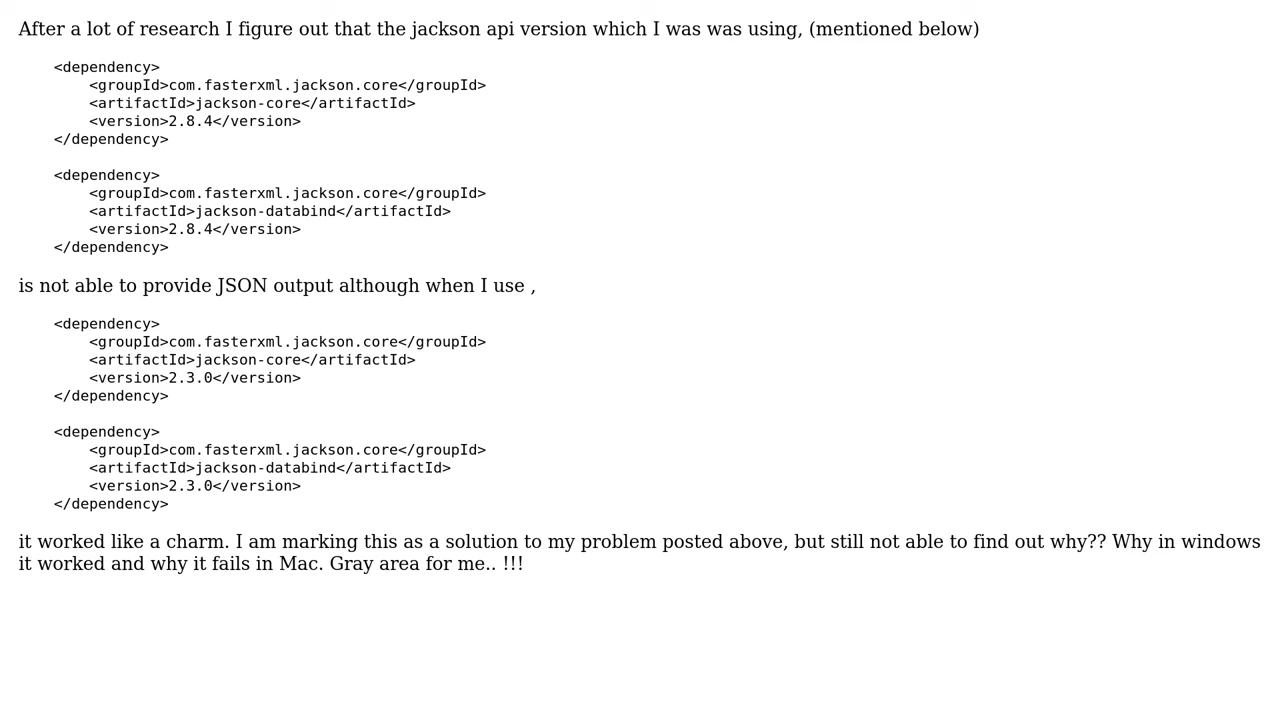 After a lot of research I figure out that the jackson api version which I was was using, (mentioned below)
<dependency>
    <groupId>com.fasterxml.jackson.core</groupId>
    <artifactId>jackson-core</artifactId>
    <version>2.8.4</version>
</dependency>
<dependency>
    <groupId>com.fasterxml.jackson.core</groupId>
    <artifactId>jackson-databind</artifactId>
    <version>2.8.4</version>
</dependency>
is not able to provide JSON output although when I use ,
<dependency>
    <groupId>com.fasterxml.jackson.core</groupId>
    <artifactId>jackson-core</artifactId>
    <version>2.3.0</version>
</dependency>
<dependency>
    <groupId>com.fasterxml.jackson.core</groupId>
    <artifactId>jackson-databind</artifactId>
    <version>2.3.0</version>
</dependency>
it worked like a charm. I am marking this as a solution to my problem posted above, but still not able to find out why?? Why in windows
it worked and why it fails in Mac. Gray area for me.. !!!